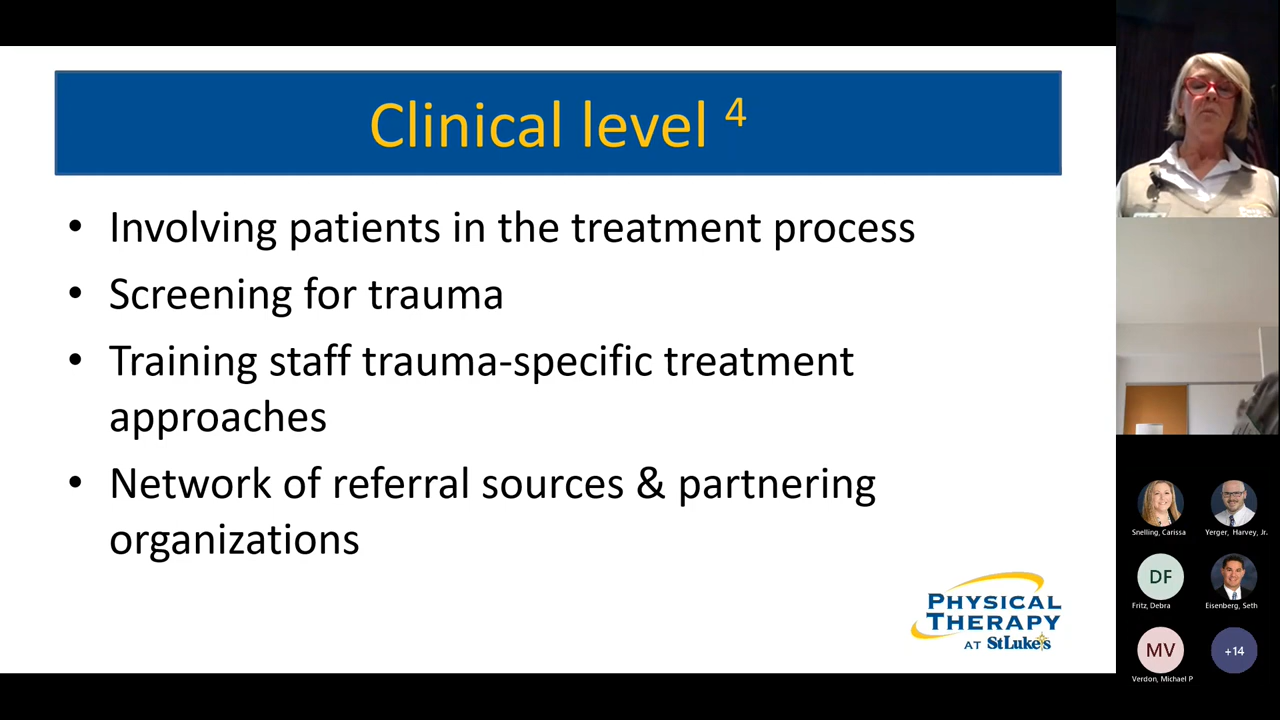 Clinical level 4
• Involving patients in the treatment process
• Screening for trauma
• Training staff trauma-specific treatment
approaches
• Network of referral sources & partnering
organizations
PHYSICAL
THERAPY
AT StLuke's
Snelling, Carissa
Yerger, Harvey, Jr.
DF
Fritz, Debra
Eisenberg, Seth
MV
Verdon, Michael P
+14